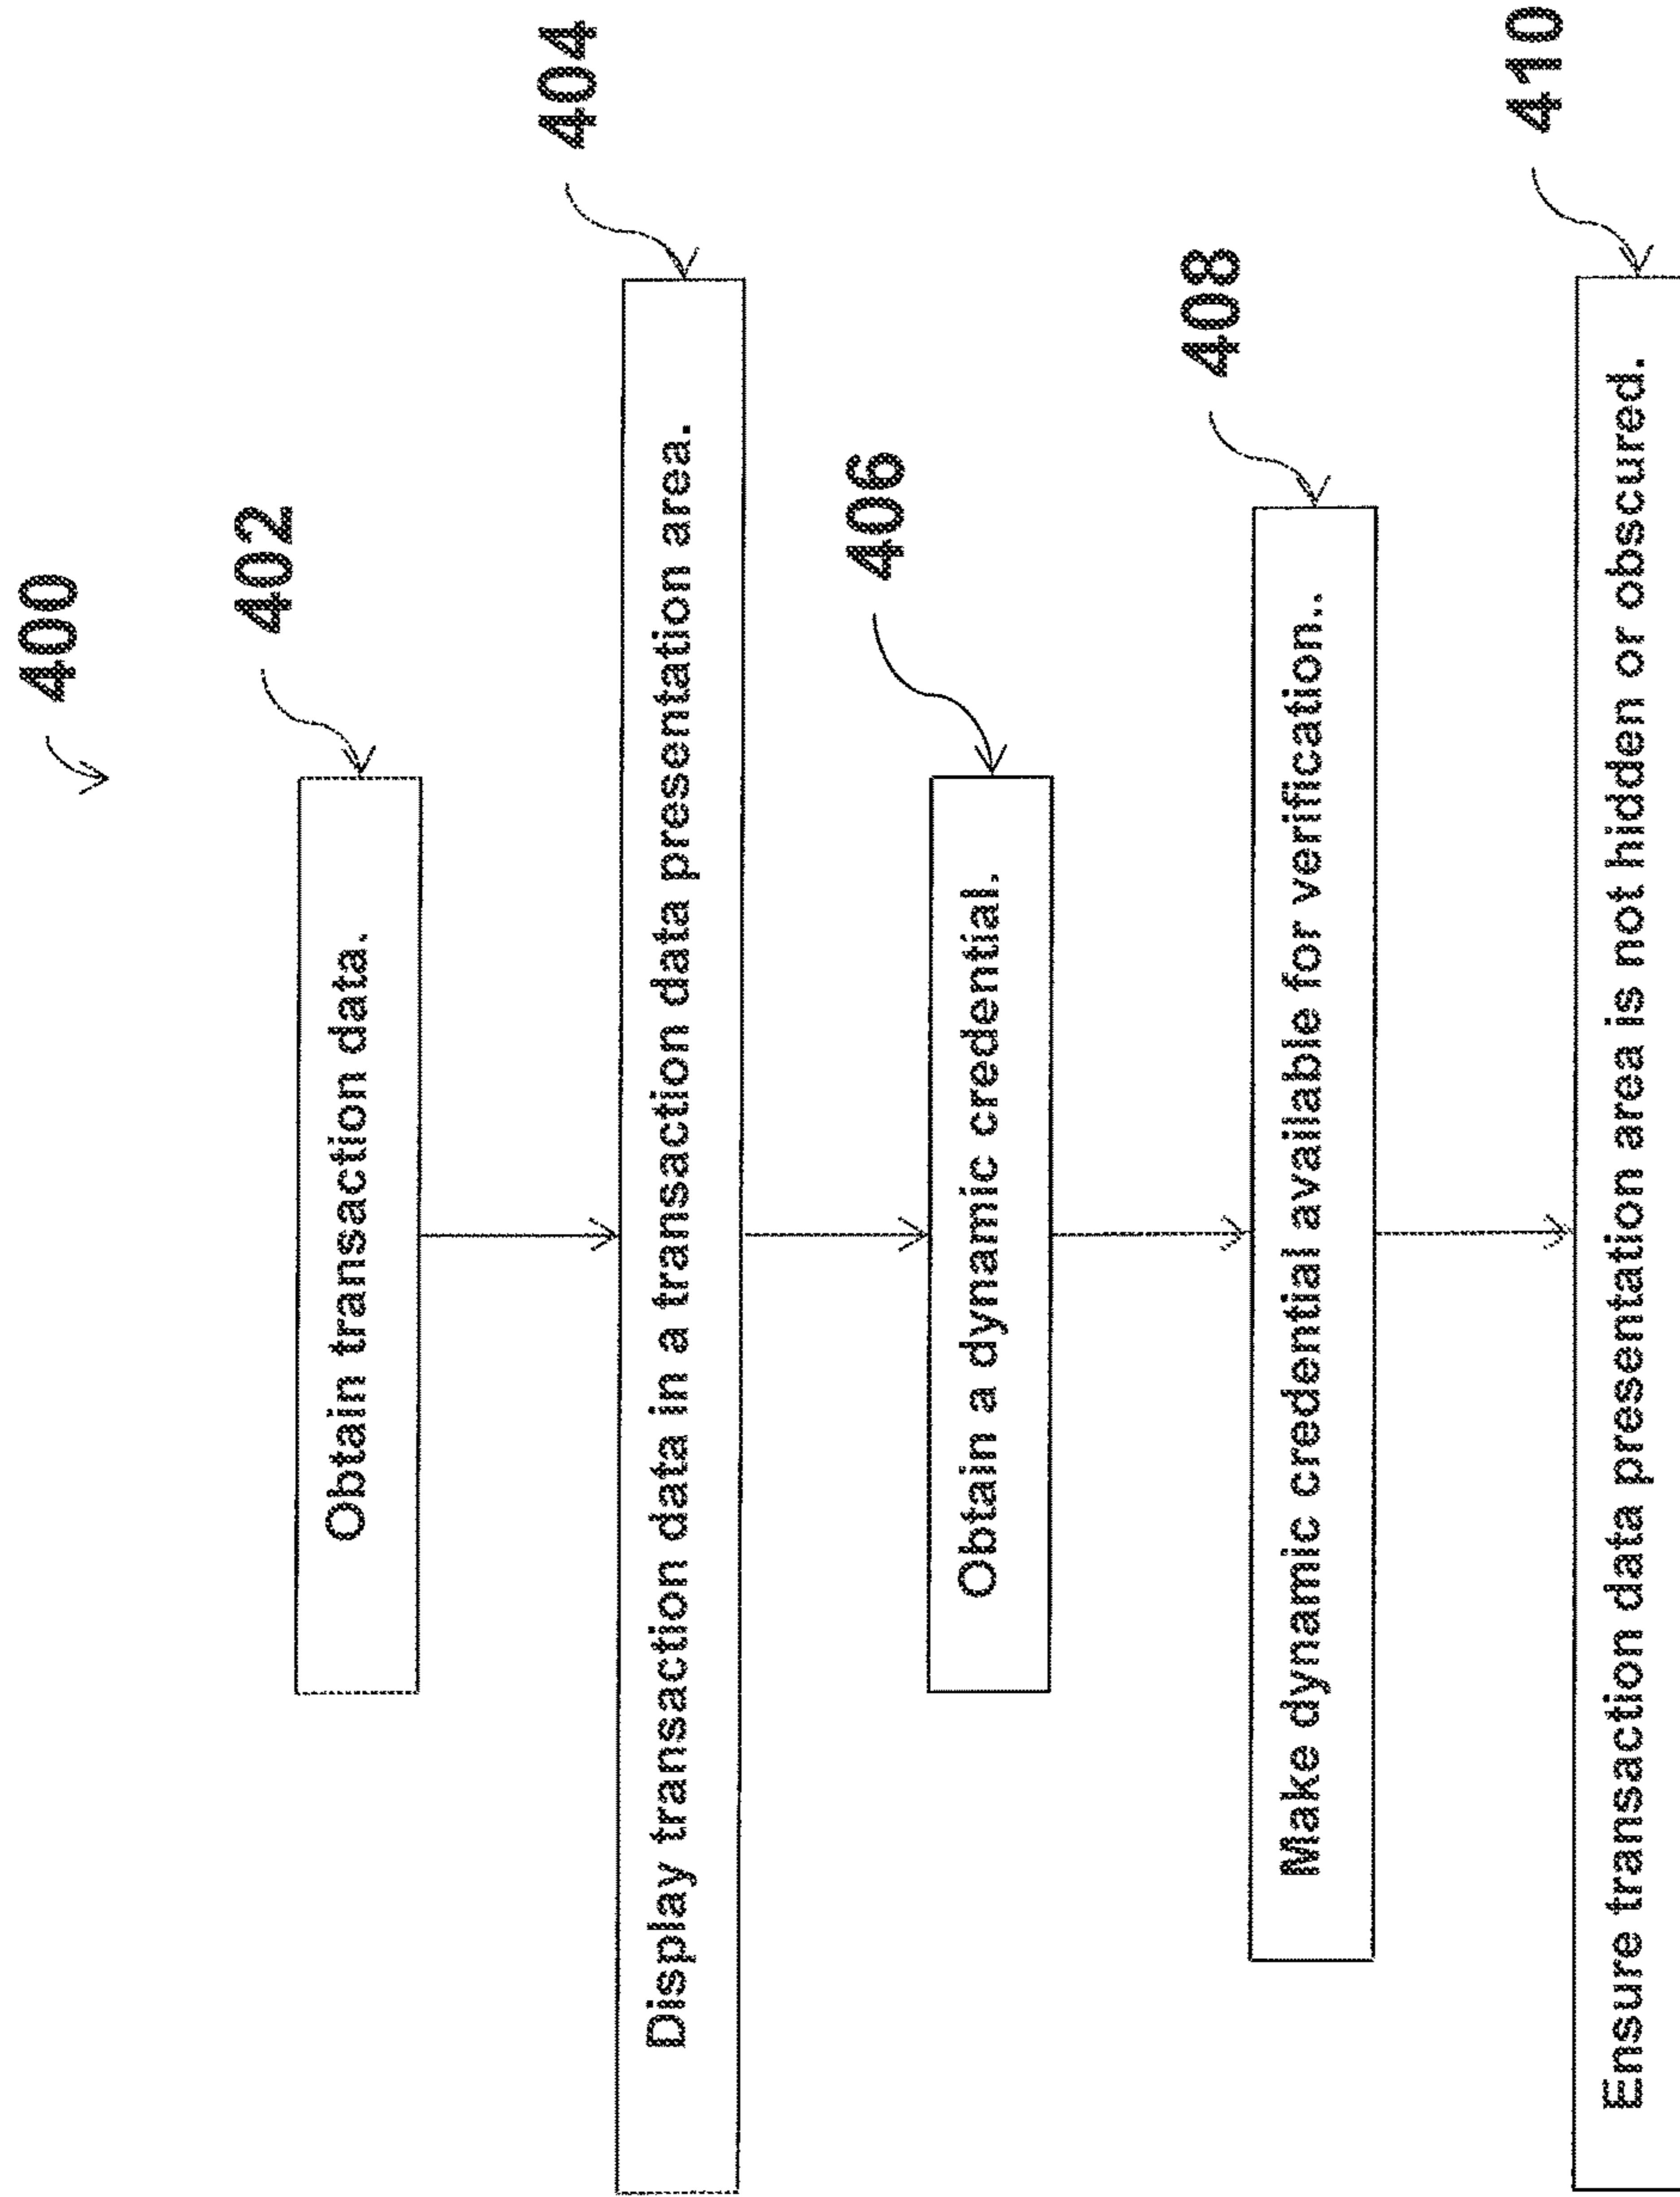 400
402
Obtain transaction data.
404
Display transaction data in a transaction data presentation area.
406
Obtain a dynamic credential.
408
Make dynamic credential available for verification..
410
Ensure transaction data presentation area is not hidden or obscured.